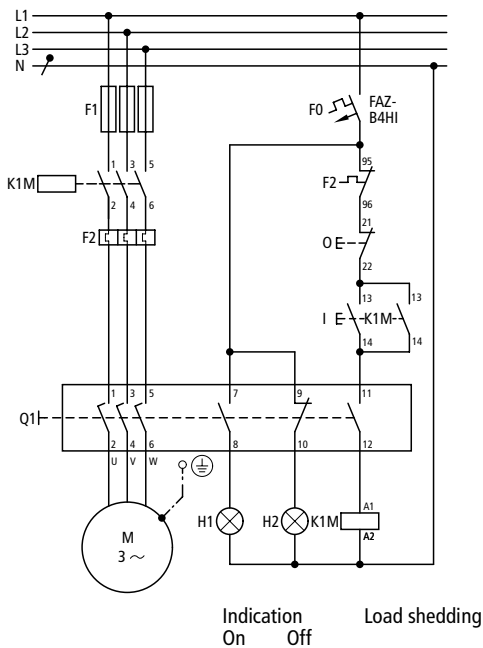 L1
L2
L3
N
F1
F0
FAZ-
B4HI
95
1 3 5
F2
K1M
96
2 4 6
21
F2
O E
22
13 13
I E K1M
14 14
1 3 5 7 9 11
Q1
2 4 6 8 10 12
U V W
M
3 ~
H1 H2 K1M A1
A2
Indication Load shedding
On Off